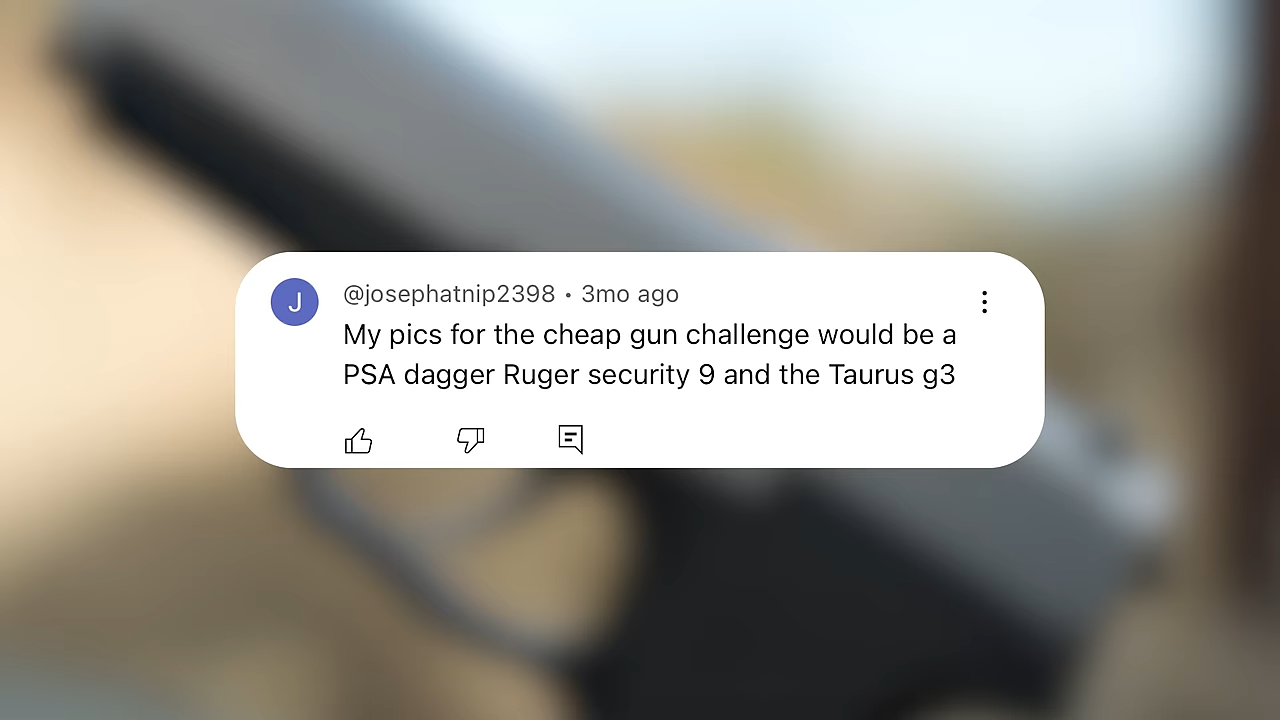 J
@josephatnip2398 • 3mo ago
My pics for the cheap gun challenge would be a
PSA dagger Ruger security 9 and the Taurus g3